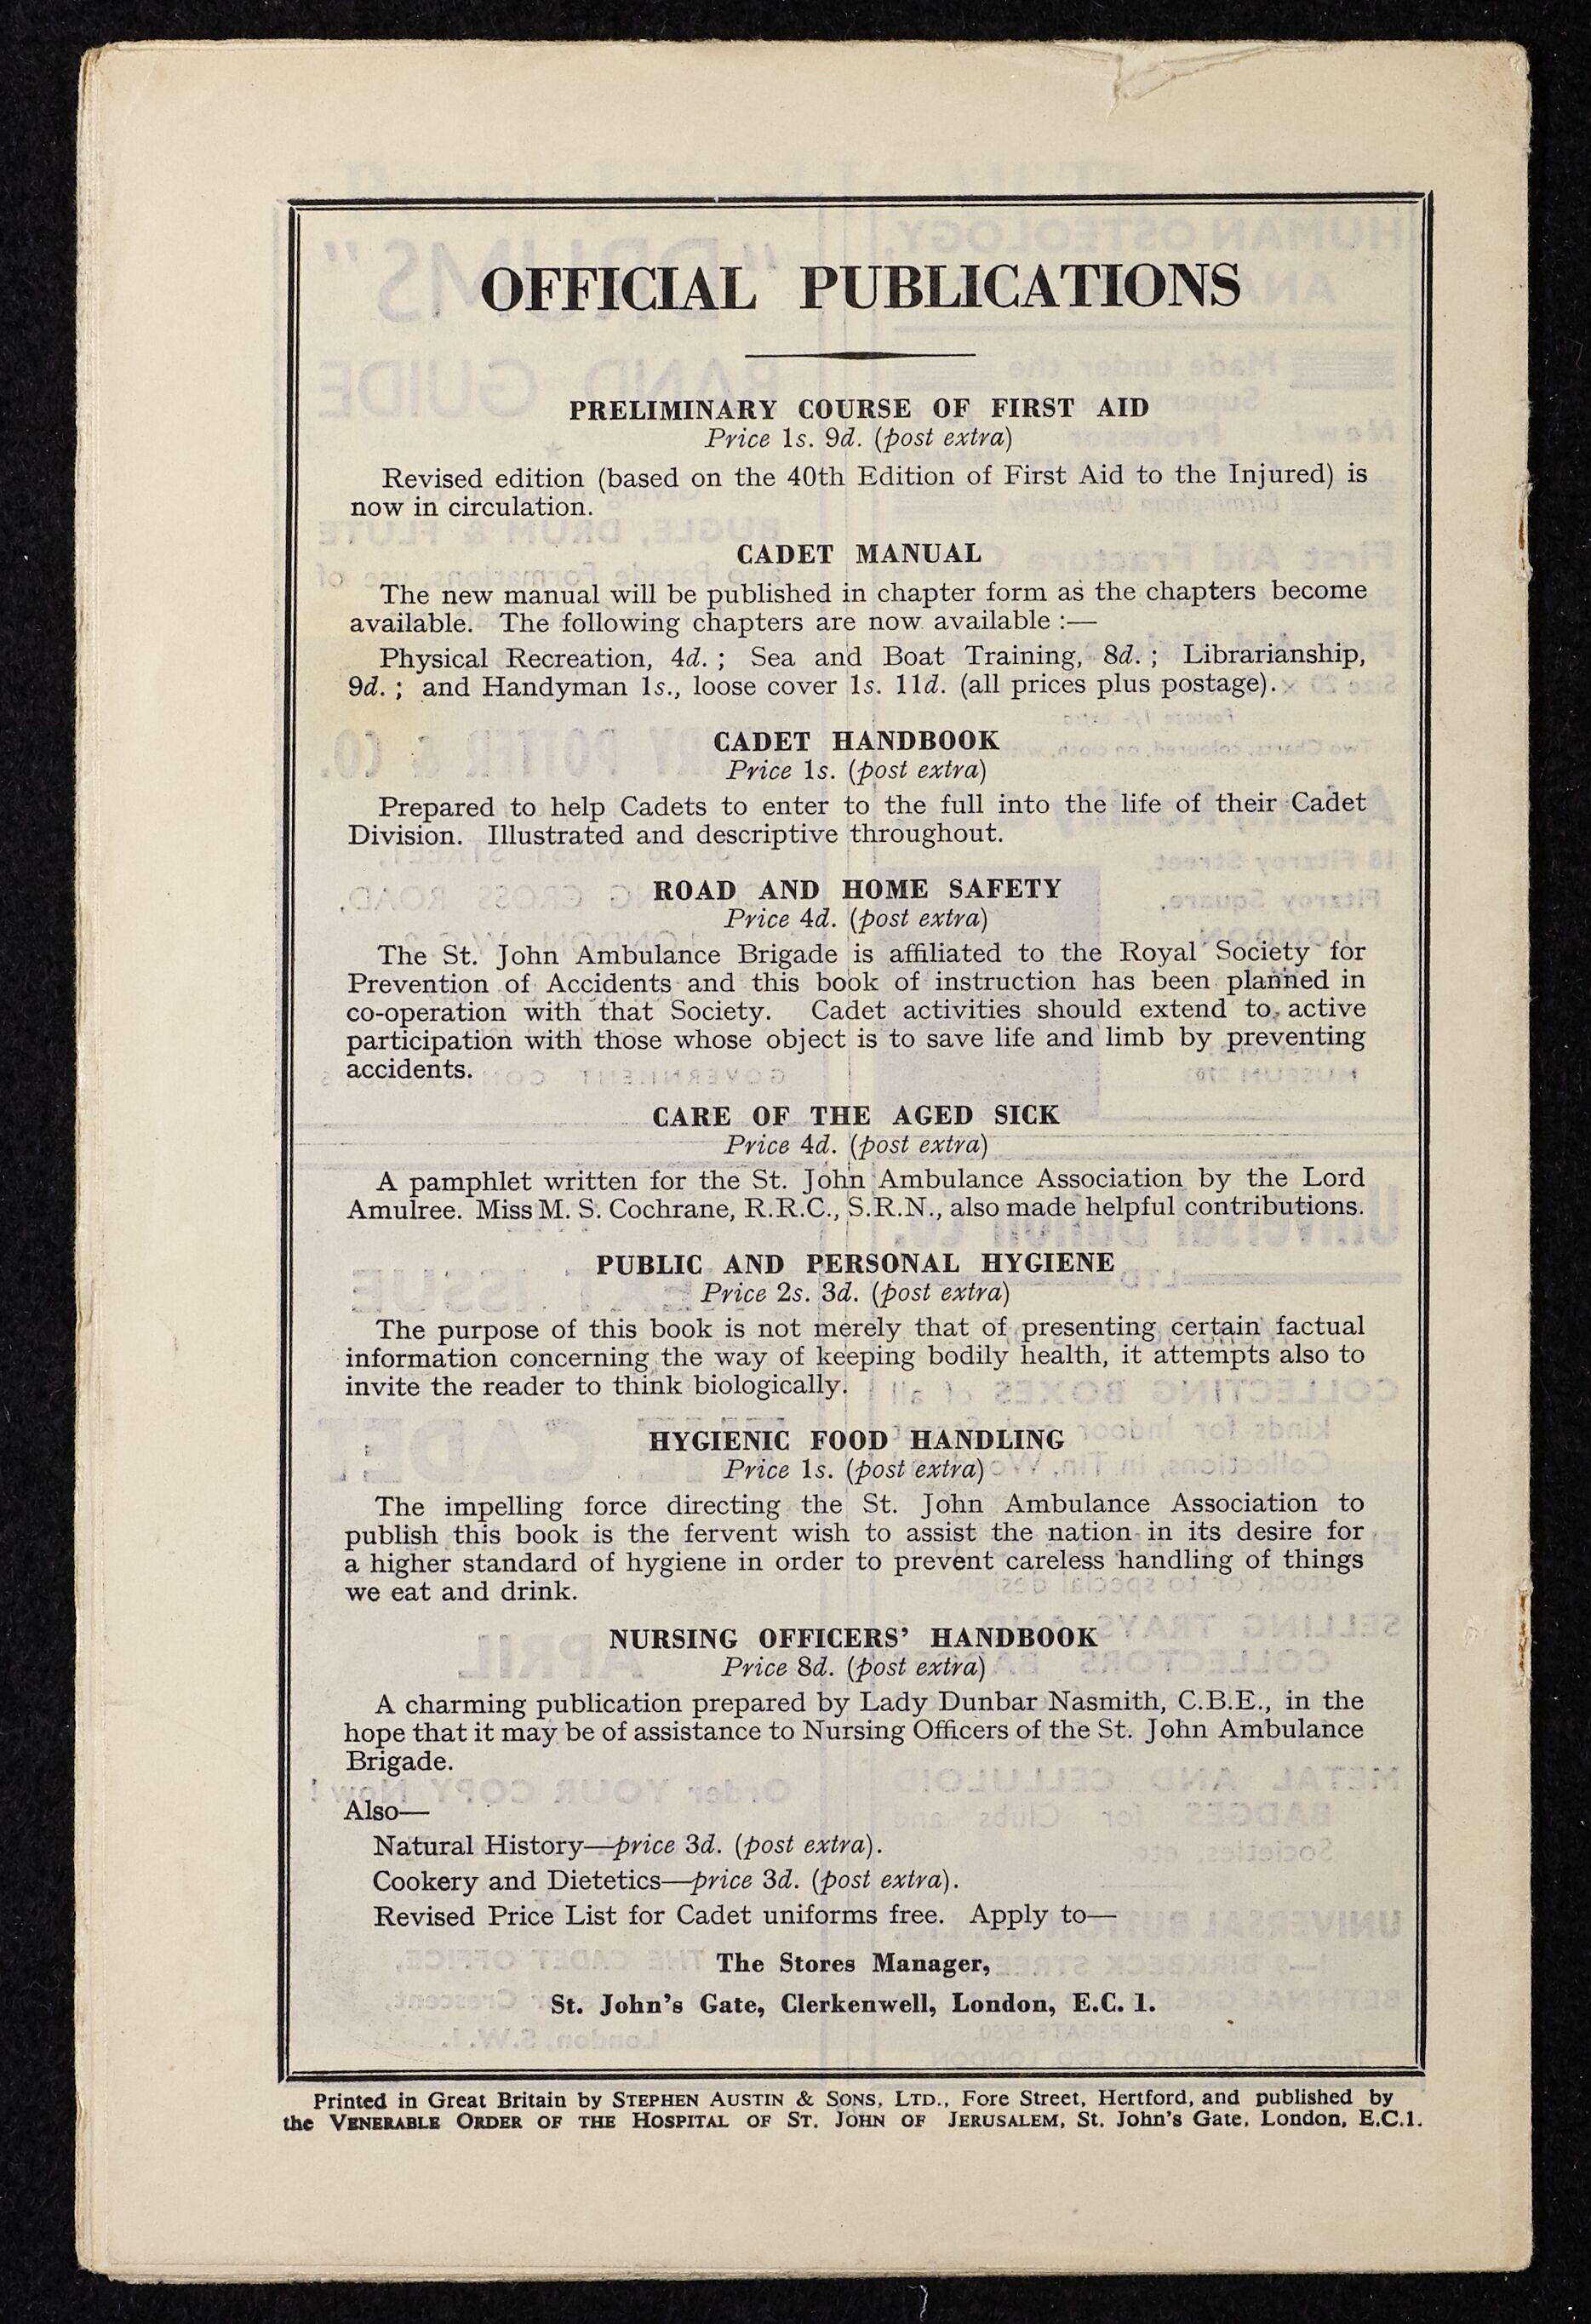 OFFICIAL PUBLICATIONS
PRELIMINARY COURSE OF FIRST AID
Price 1s. 9d. (post extra)
Revised edition (based on the 40th Edition of First Aid to the Injured) is
now in circulation.
CADET MANUAL
The new manual will be published in chapter form as the chapters become
available. The following chapters are now available :—
Physical Recreation, 4d. ; Sea and Boat Training, 8d. ; Librarianship,
9d. ; and Handyman 1s., loose cover 1s. 11d. (all prices plus postage).
CADET HANDBOOK
Price 1s. (post extra)
Prepared to help Cadets to enter to the full into the life of their Cadet
Division. Illustrated and descriptive throughout.
ROAD AND HOME SAFETY
Price 4d. (post extra)
The St. John Ambulance Brigade is affiliated to the Royal Society for
Prevention of Accidents and this book of instruction has been planned in
co-operation with that Society. Cadet activities should extend to active
participation with those whose object is to save life and limb by preventing
accidents.
CARE OF THE AGED SICK
Price 4d. (post extra)
A pamphlet written for the St. John Ambulance Association by the Lord
Amulree. Miss M. S. Cochrane, R.R.C., S.R.N., also made helpful contributions.
PUBLIC AND PERSONAL HYGIENE
Price 2s. 3d. (post extra)
The purpose of this book is not merely that of presenting certain factual
information concerning the way of keeping bodily health, it attempts also to
invite the reader to think biologically.
HYGIENIC FOOD HANDLING
Price 1s. (post extra)
The impelling force directing the St. John Ambulance Association to
publish this book is the fervent wish to assist the nation in its desire for
a higher standard of hygiene in order to prevent careless handling of things
we eat and drink.
NURSING OFFICERS' HANDBOOK
Price 8d. (post extra)
A charming publication prepared by Lady Dunbar Nasmith, C.B.E., in the
hope that it may be of assistance to Nursing Officers of the St. John Ambulance
Brigade.
Also—
Natural History—price 3d. (post extra).
Cookery and Dietetics—price 3d. (post extra).
Revised Price List for Cadet uniforms free. Apply to—
The Stores Manager,
St. John's Gate, Clerkenwell, London, E.C. 1.
Printed in Great Britain by STEPHEN AUSTIN & SONS, LTD., Fore Street, Hertford, and published by
the VENERABLE ORDER OF THE HOSPITAL OF ST. JOHN OF JERUSALEM, St. John's Gate, London, E.C.1.